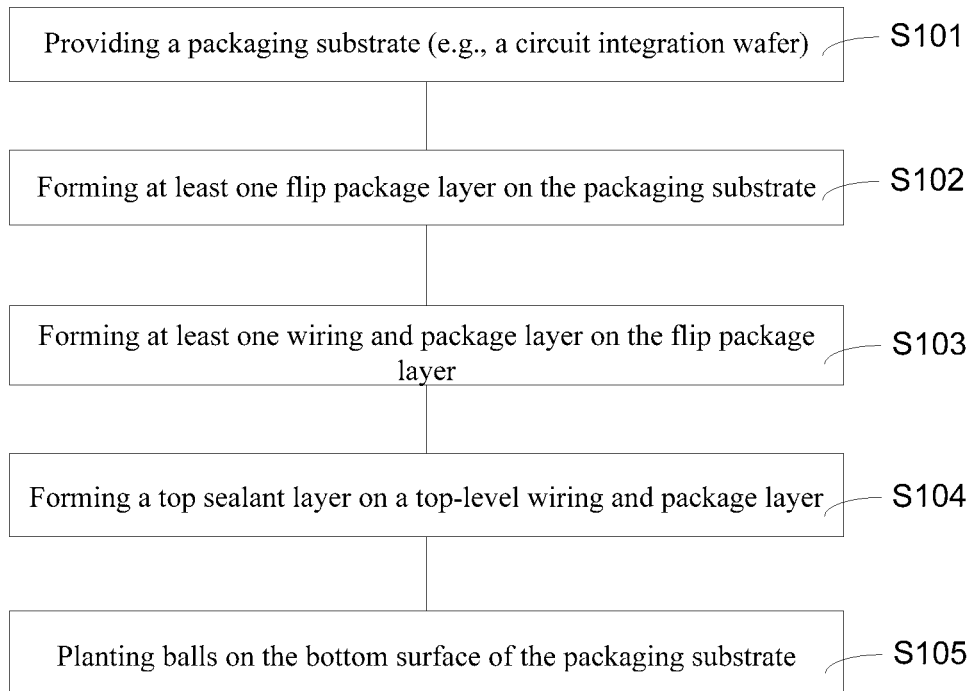 Providing a packaging substrate (e.g., a circuit integration wafer)
S101
Forming at least one flip package layer on the packaging substrate
S102
Forming at least one wiring and package layer on the flip package
layer
S103
Forming a top sealant layer on a top-level wiring and package layer
S104
Planting balls on the bottom surface of the packaging substrate
S105